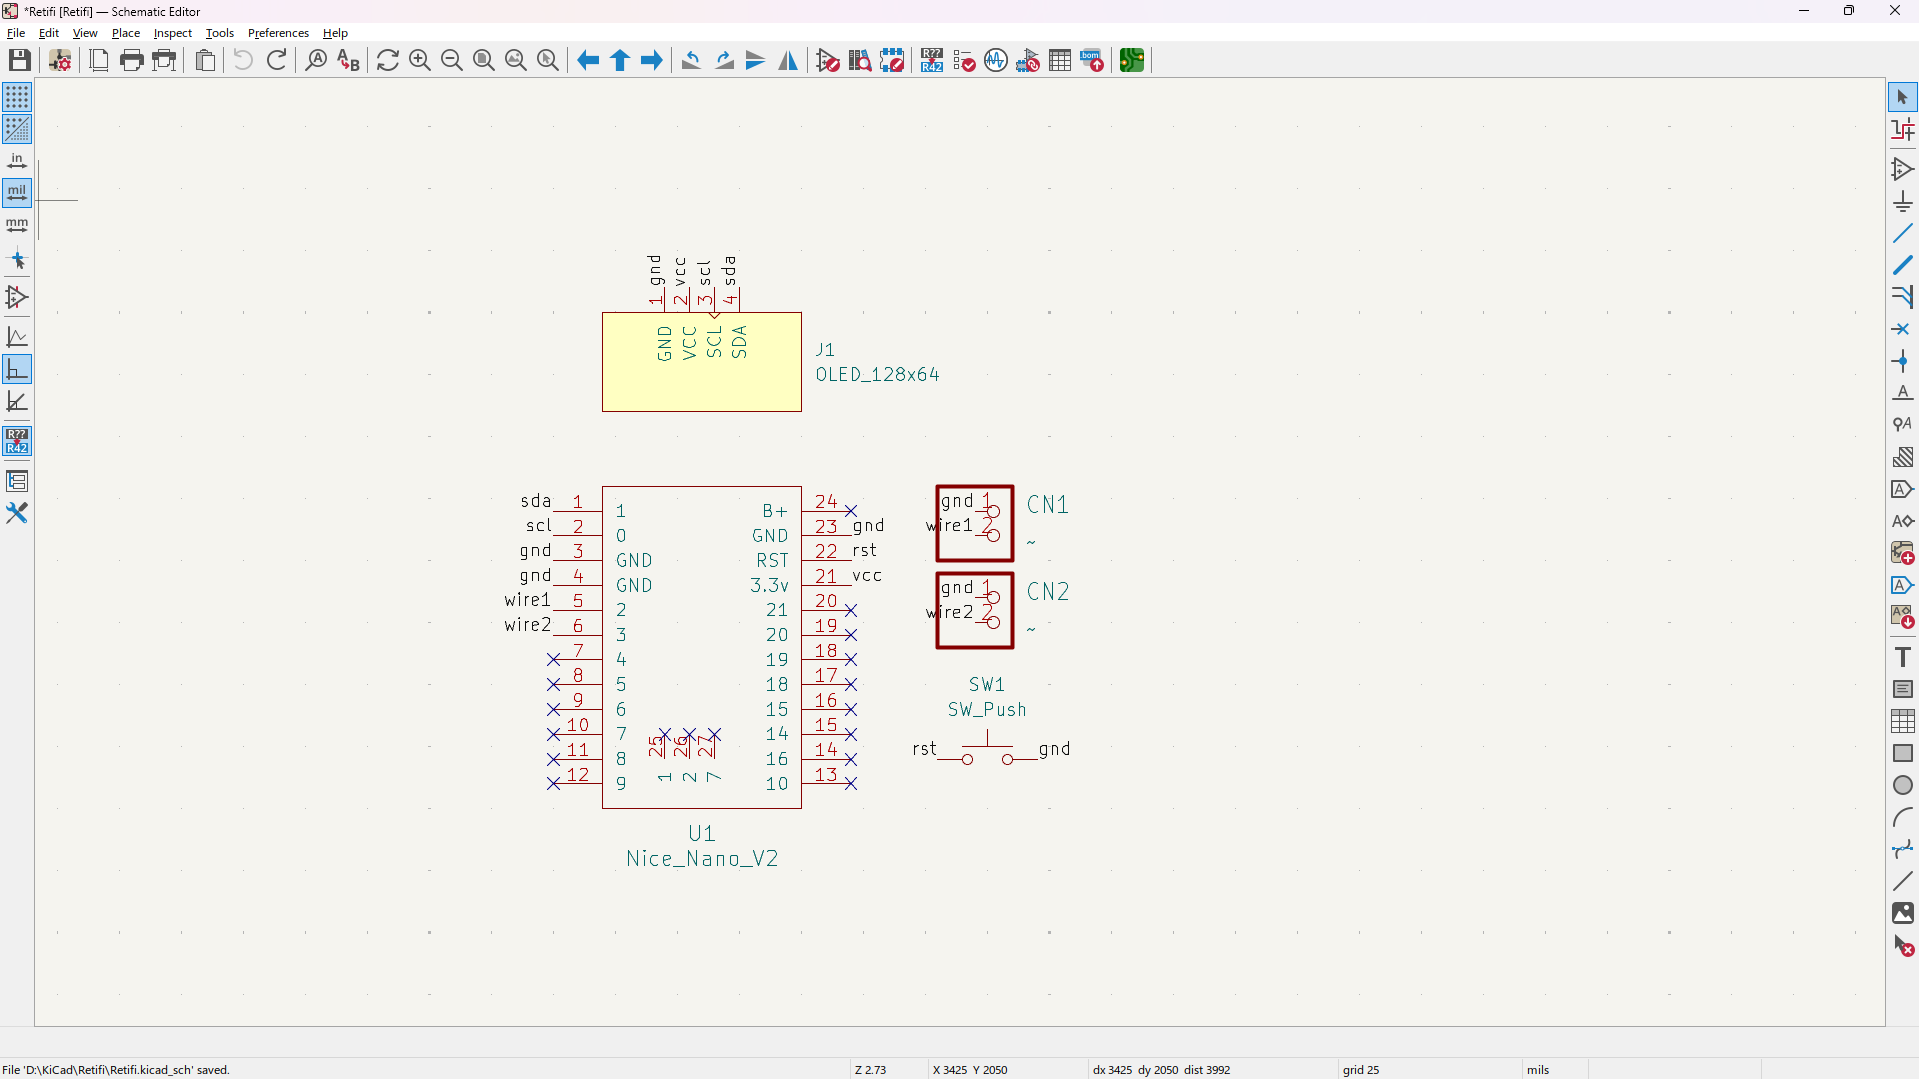 *Retifi [Retifi] — Schematic Editor
File Edit View Place Inspect Tools Preferences Help
in
mil
mm
R??
R42
R??
R42
bom
gnd
vcc
scl
sda
1
2
3
4
GND
VCC
SCL
SDA
J1
OLED_128x64
sda 1 1 B+ 24
scl 2 0 GND 23 gnd
gnd 3 GND RST 22 rst
gnd 4 GND 3.3v 21 vcc
wire1 5 2 21 20
wire2 6 3 20 19
7 4 19 18
8 5 18 17
9 6 15 16
10 7 14 15
11 8 16 14
12 9 10 13
25 26 27
1 2 7
U1
Nice_Nano_V2
gnd 1 CN1
wire1 2 ~
gnd 1 CN2
wire2 2 ~
SW1
SW_Push
rst gnd
A
A
A
A
T
File 'D:\KiCad\Retifi\Retifi.kicad_sch' saved. Z 2.73 X 3425 Y 2050 dx 3425 dy 2050 dist 3992 grid 25 mils